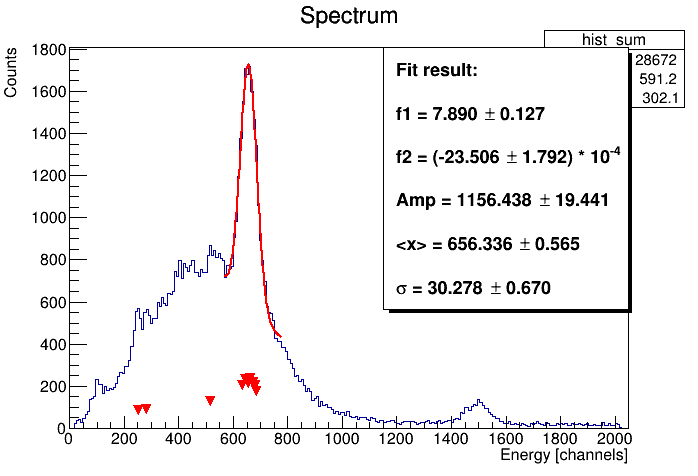 Spectrum
hist_sum
28672
591.2
302.1
Fit result:
f1 = 7.890 ± 0.127
f2 = (-23.506 ± 1.792) * 10^-4
Amp = 1156.438 ± 19.441
<x> = 656.336 ± 0.565
σ = 30.278 ± 0.670
Counts
1800
1600
1400
1200
1000
800
600
400
200
0
0 200 400 600 800 1000 1200 1400 1600 1800 2000
Energy [channels]